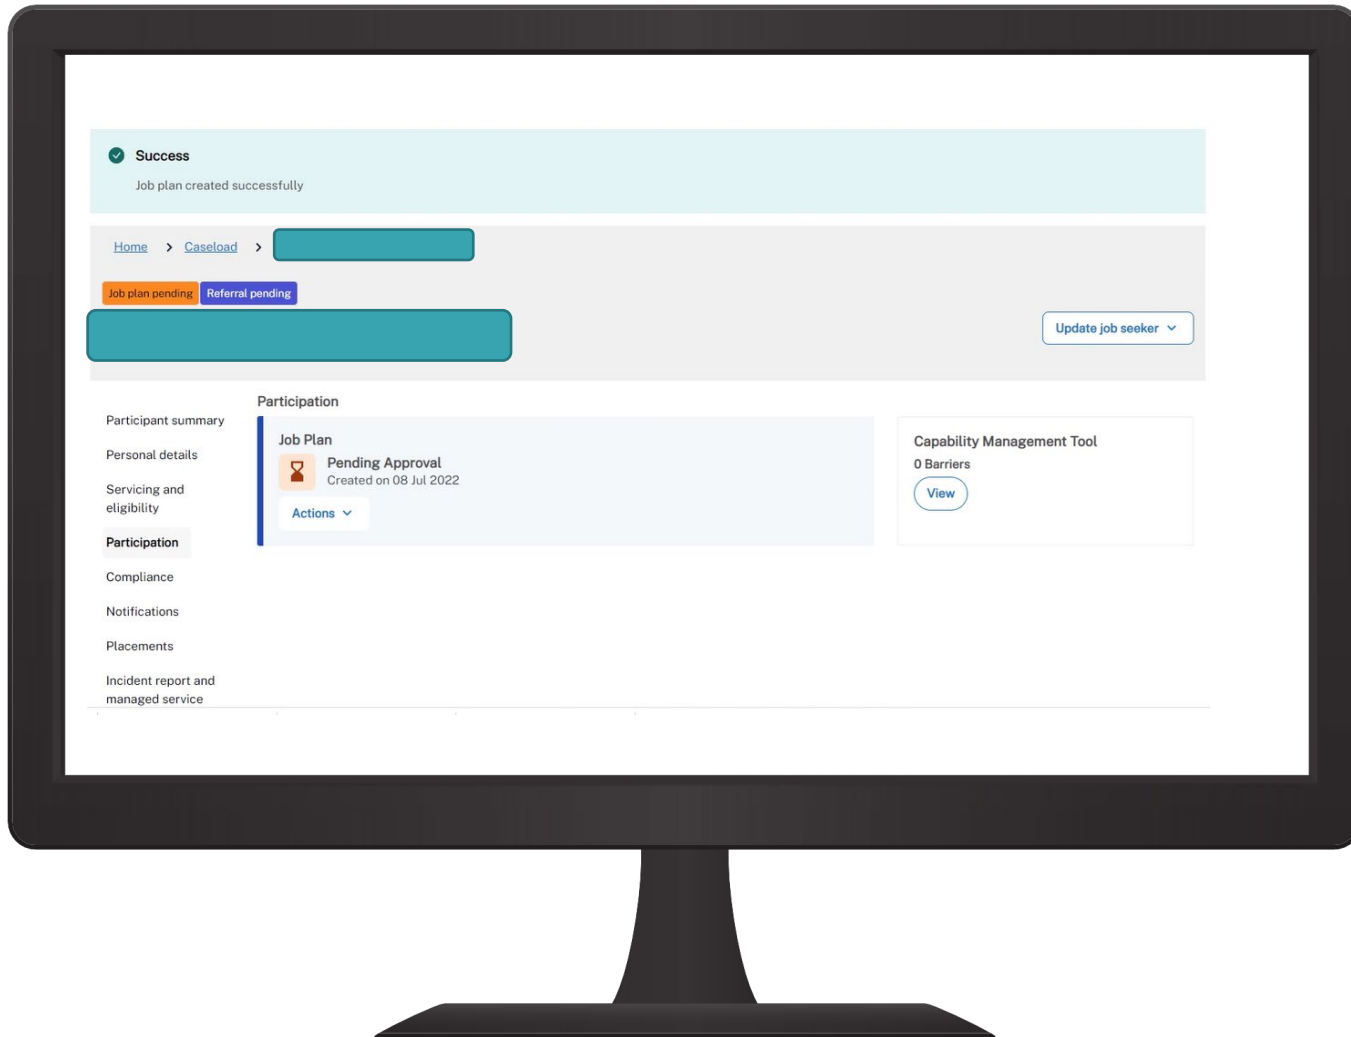 Success
Job plan created successfully
Home > Caseload >
Job plan pending Referral pending
Update job seeker
Participation
Participant summary
Personal details
Servicing and
eligibility
Participation
Compliance
Notifications
Placements
Incident report and
managed service
Job Plan
Pending Approval
Created on 08 Jul 2022
Actions
Capability Management Tool
0 Barriers
View